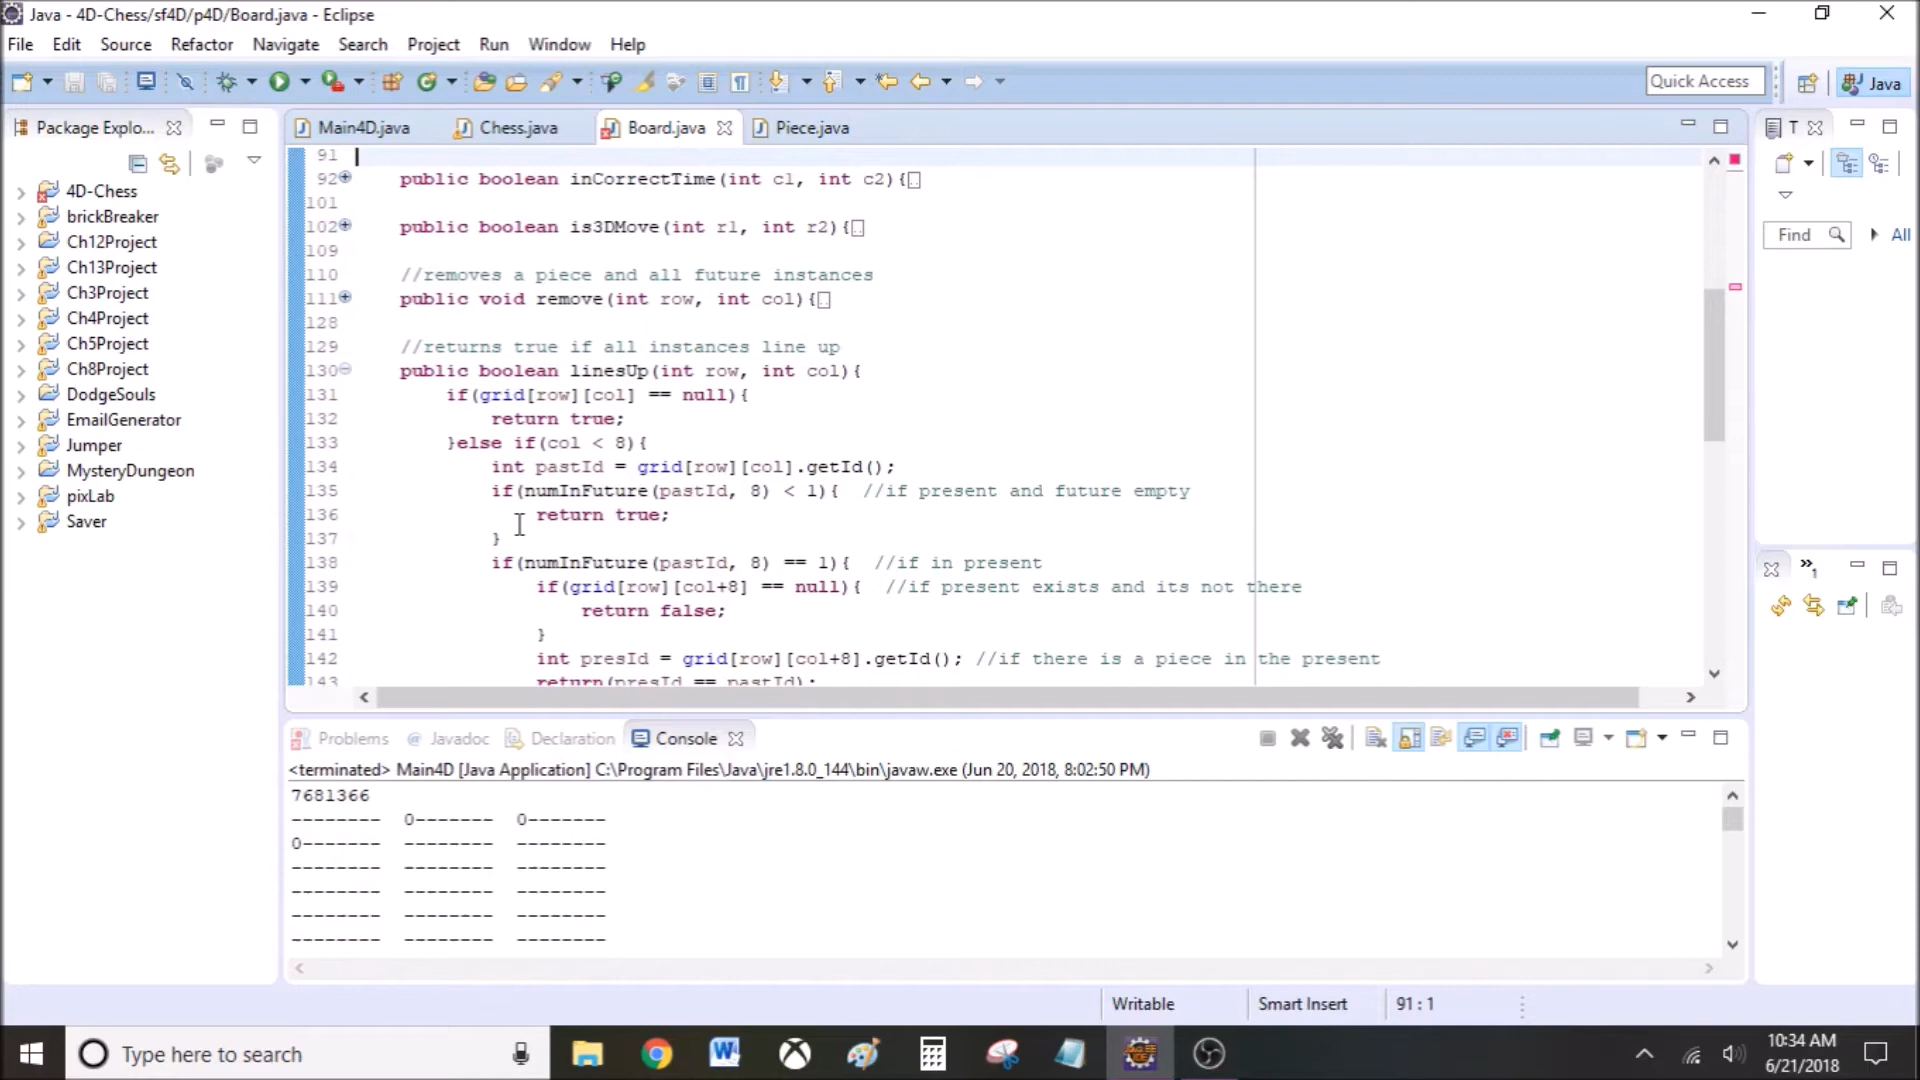 Java - 4D-Chess/sf4D/p4D/Board.java - Eclipse
File Edit Source Refactor Navigate Search Project Run Window Help
Quick Access
Java
Package Explo...
Main4D.java
Chess.java
Board.java
Piece.java
T
4D-Chess
brickBreaker
Ch12Project
Ch13Project
Ch3Project
Ch4Project
Ch5Project
Ch8Project
DodgeSouls
EmailGenerator
Jumper
MysteryDungeon
pixLab
Saver
91
92 public boolean inCorrectTime(int c1, int c2){
101
102 public boolean is3DMove(int r1, int r2){
109
110 //removes a piece and all future instances
111 public void remove(int row, int col){
128
129 //returns true if all instances line up
130 public boolean linesUp(int row, int col){
131 if(grid[row][col] == null){
132 return true;
133 }else if(col < 8){
134 int pastId = grid[row][col].getId();
135 if(numInFuture(pastId, 8) < 1){ //if present and future empty
136 return true;
137 }
138 if(numInFuture(pastId, 8) == 1){ //if in present
139 if(grid[row][col+8] == null){ //if present exists and its not there
140 return false;
141 }
142 int presId = grid[row][col+8].getId(); //if there is a piece in the present
143 return(presId == pastId);
Find
All
Problems @ Javadoc Declaration Console
<terminated> Main4D [Java Application] C:\Program Files\Java\jre1.8.0_144\bin\javaw.exe (Jun 20, 2018, 8:02:50 PM)
7681366
-------- 0------- 0-------
0------- -------- --------
-------- -------- --------
-------- -------- --------
-------- -------- --------
-------- -------- --------
Writable
Smart Insert
91 : 1
Type here to search
10:34 AM
6/21/2018